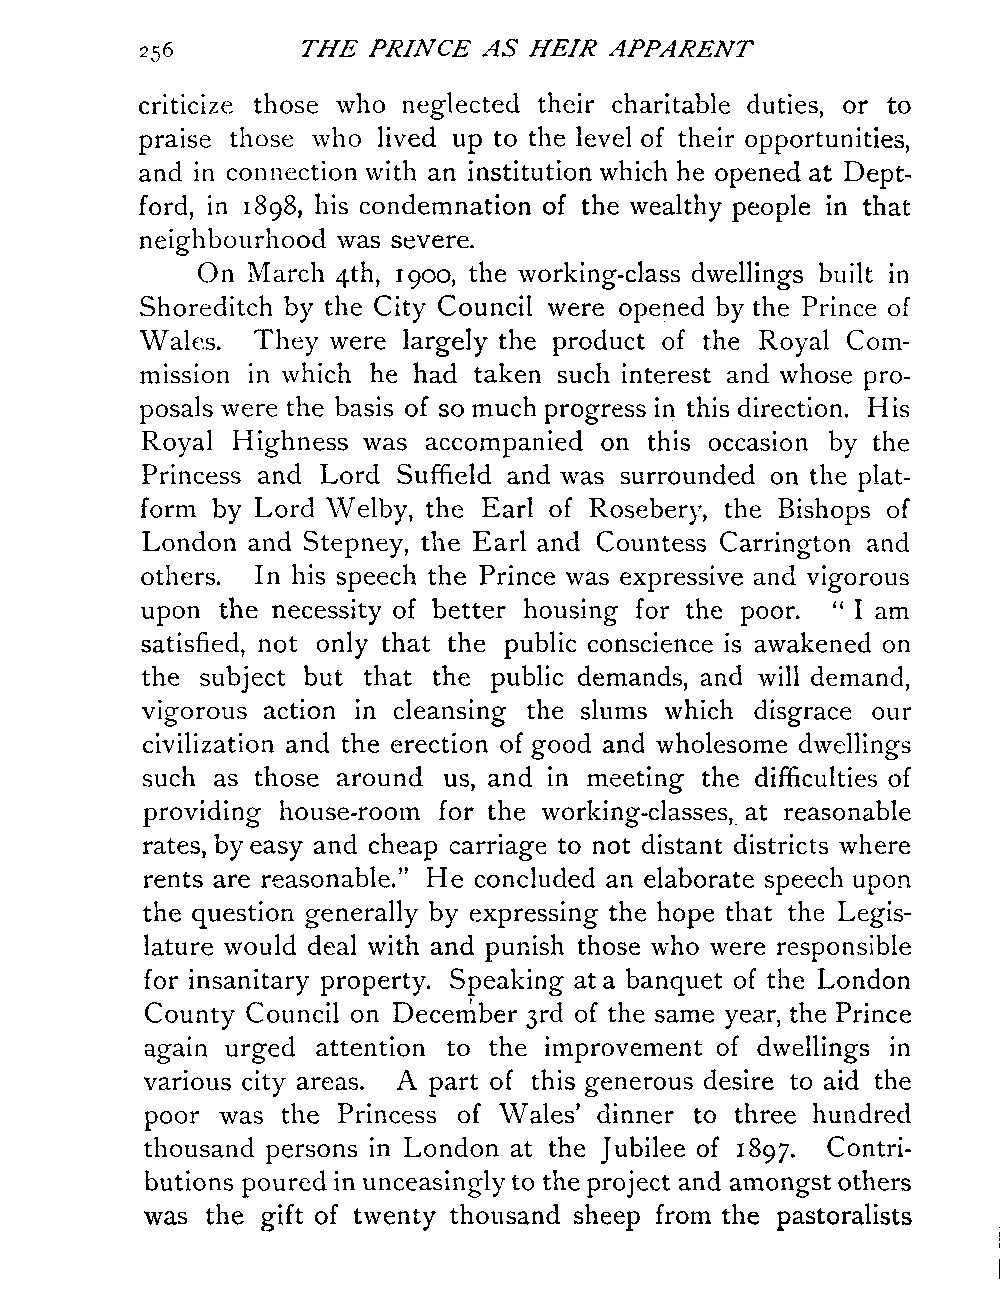 256 THE PRINCE AS HEIR APPARENT
criticize those who neglected their charitable duties, or to
praise those who lived up to the level of their opportunities,
and in connection with an institution which he opened at Dept-
ford, in 1898, his condemnation of the wealthy people in that
neighbourhood was severe.
On March 4th, 1900, the working-class dwellings built in
Shoreditch by the City Council were opened by the Prince of
Wales. They were largely the product of the Royal Com-
mission in which he had taken such interest and whose pro-
posals were the basis of so much progress in this direction. His
Royal Highness was accompanied on this occasion by the
Princess and Lord Suffield and was surrounded on the plat-
form by Lord Welby, the Earl of Rosebery, the Bishops of
London and Stepney, the Earl and Countess Carrington and
others. In his speech the Prince was expressive and vigorous
upon the necessity of better housing for the poor. “ I am
satisfied, not only that the public conscience is awakened on
the subject but that the public demands, and will demand,
vigorous action in cleansing the slums which disgrace our
civilization and the erection of good and wholesome dwellings
such as those around us, and in meeting the difficulties of
providing house-room for the working-classes, at reasonable
rates, by easy and cheap carriage to not distant districts where
rents are reasonable.” He concluded an elaborate speech upon
the question generally by expressing the hope that the Legis-
lature would deal with and punish those who were responsible
for insanitary property. Speaking at a banquet of the London
County Council on December 3rd of the same year, the Prince
again urged attention to the improvement of dwellings in
various city areas. A part of this generous desire to aid the
poor was the Princess of Wales’ dinner to three hundred
thousand persons in London at the Jubilee of 1897. Contri-
butions poured in unceasingly to the project and amongst others
was the gift of twenty thousand sheep from the pastoralists